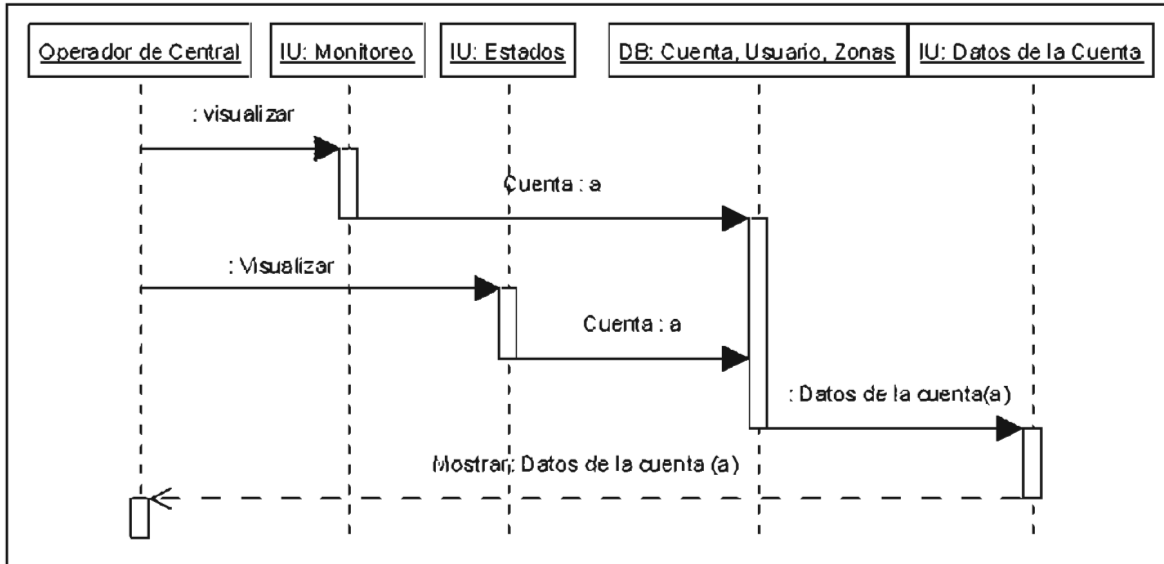 Operador de Central
IU: Monitoreo
IU: Estados
DB: Cuenta, Usuario, Zonas
IU: Datos de la Cuenta
: visualizar
Cuenta : a
: Visualizar
Cuenta : a
: Datos de la cuenta(a)
Mostrar: Datos de la cuenta (a)